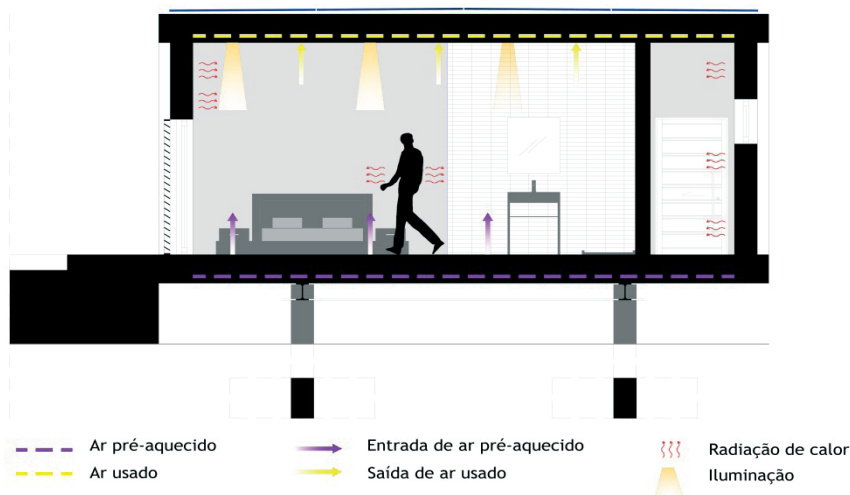 Ar pré-aquecido
Entrada de ar pré-aquecido
Radiação de calor
Ar usado
Saída de ar usado
Iluminação